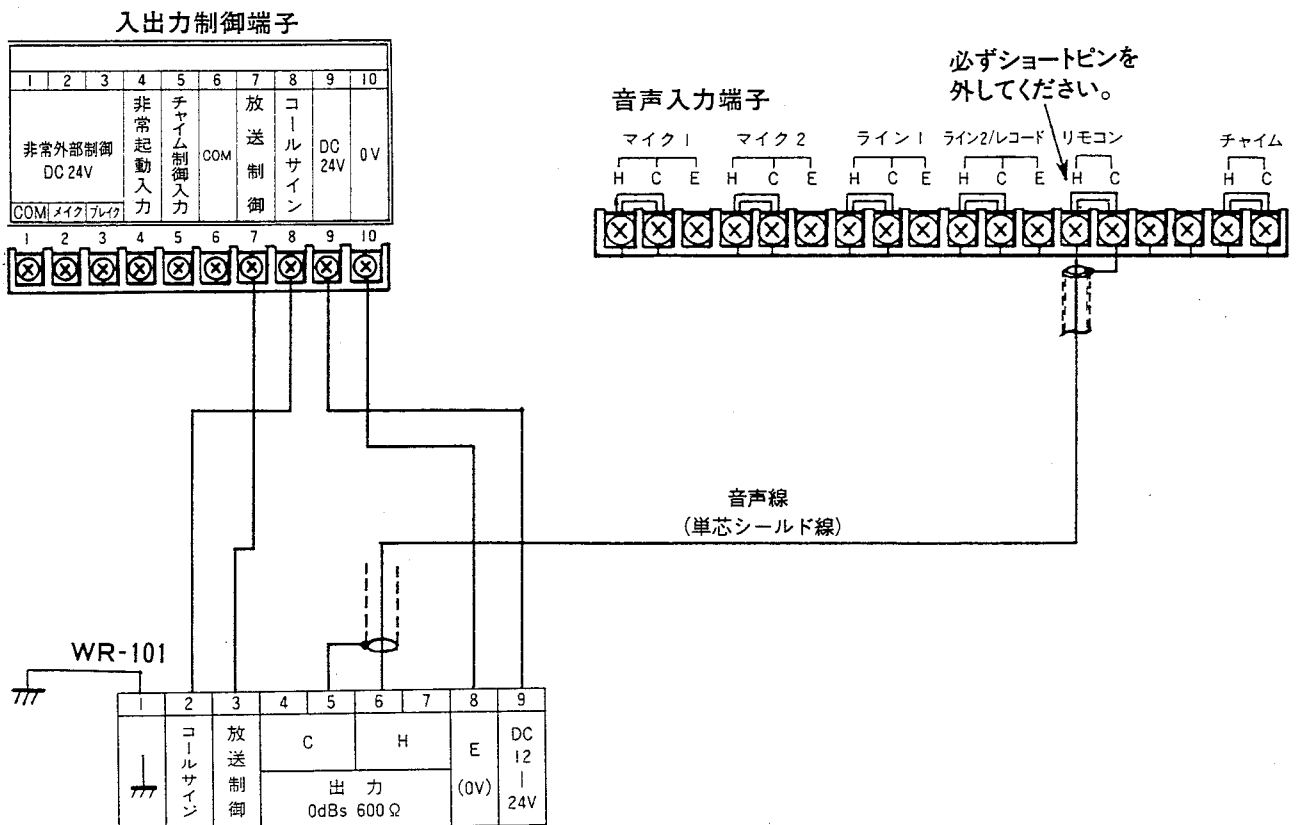 入出力制御端子
1 2 3 4 5 6 7 8 9 10
非常外部制御
DC 24V
COM メイク ブレイク
非常起動入力
チャイム制御入力
COM
放送制御
コールサイン
DC
24V
0V
1 2 3 4 5 6 7 8 9 10
必ずショートピンを
外してください。
音声入力端子
マイク1 マイク2 ライン1 ライン2/レコード リモコン チャイム
H C E H C E H C E H C E H C H C
音声線
(単芯シールド線)
WR-101
1 2 3 4 5 6 7 8 9
コールサイン
放送制御
C H
出力
0dBs 600Ω
E
(0V)
DC
12
|
24V